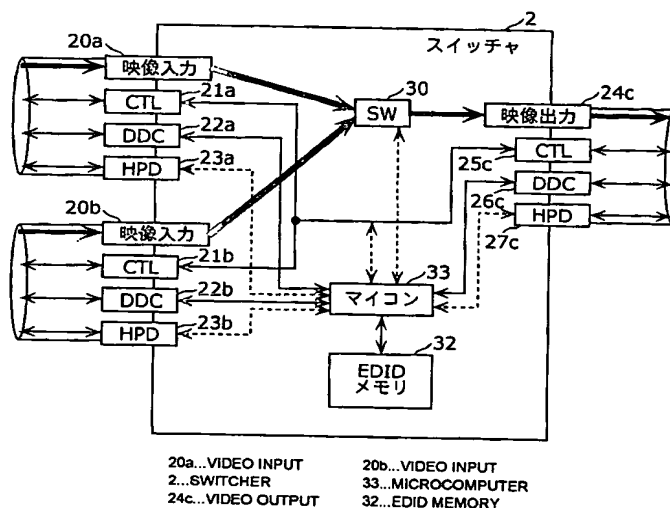 2
スイッチャ
20a
映像入力
21a
CTL
22a
DDC
23a
HPD
30
SW
24c
映像出力
25c
CTL
26c
DDC
27c
HPD
20b
映像入力
21b
CTL
22b
DDC
23b
HPD
33
マイコン
32
EDID
メモリ
20a...VIDEO INPUT 20b...VIDEO INPUT
2...SWITCHER 33...MICROCOMPUTER
24c...VIDEO OUTPUT 32...EDID MEMORY